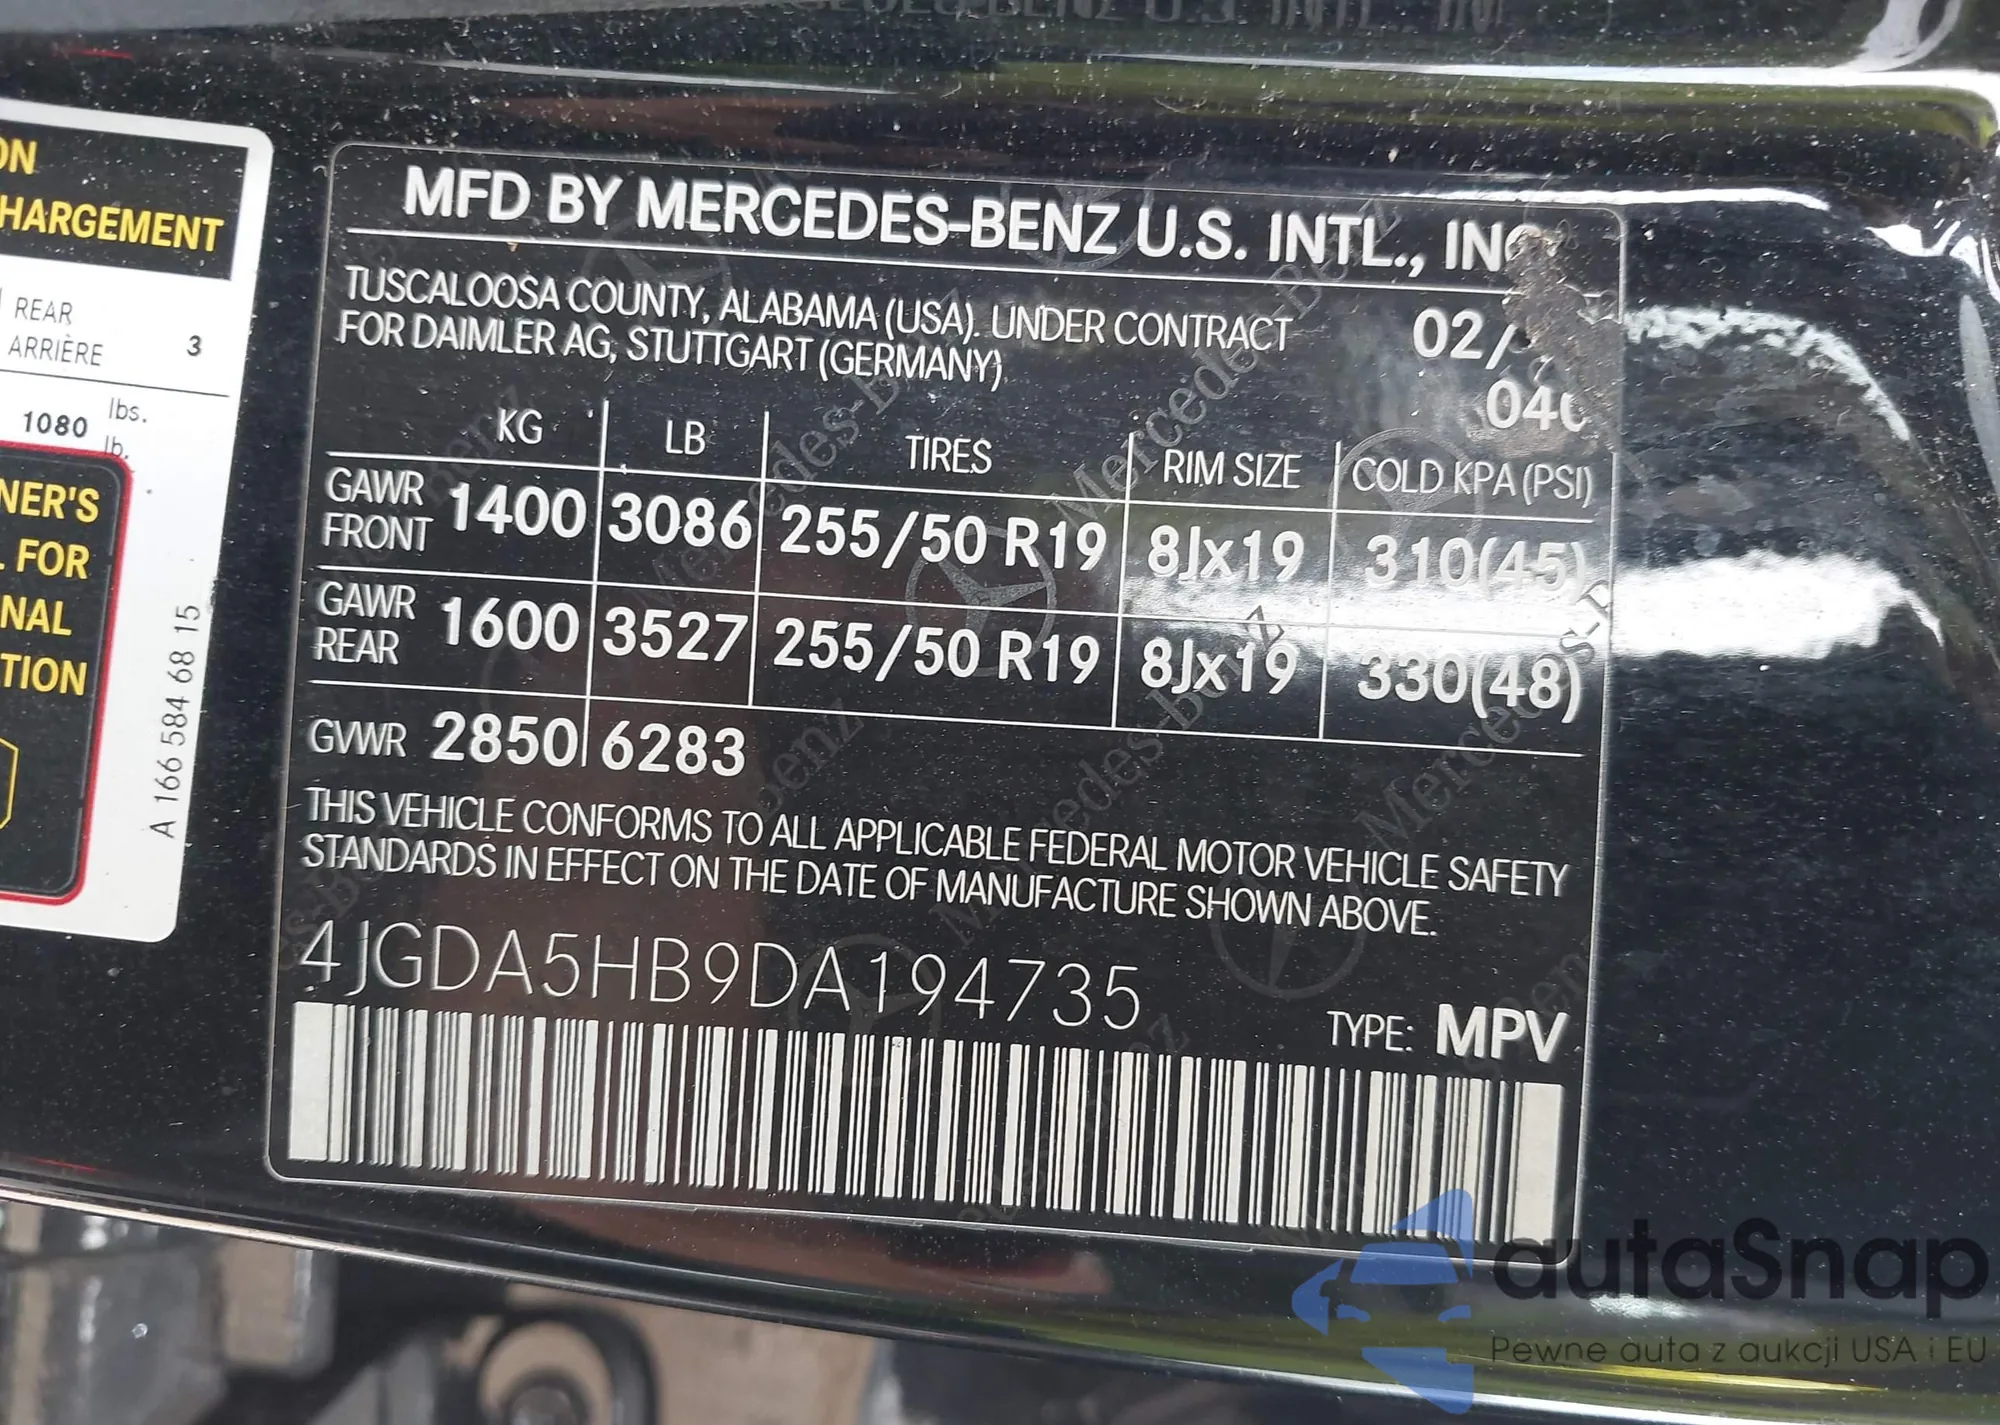 MFD BY MERCEDES-BENZ U.S. INTL., INC
TUSCALOOSA COUNTY, ALABAMA (USA). UNDER CONTRACT
FOR DAIMLER AG, STUTTGART (GERMANY)
02/
040
KG LB TIRES RIM SIZE COLD KPA (PSI)
GAWR FRONT 1400 3086 255/50 R19 8Jx19 310(45)
GAWR REAR 1600 3527 255/50 R19 8Jx19 330(48)
GVWR 2850 6283
THIS VEHICLE CONFORMS TO ALL APPLICABLE FEDERAL MOTOR VEHICLE SAFETY
STANDARDS IN EFFECT ON THE DATE OF MANUFACTURE SHOWN ABOVE.
4JGDA5HB9DA194735
TYPE: MPV
ON
HARGEMENT
REAR
ARRIÈRE 3
1080 lbs.
lb.
NER'S
FOR
NAL
TION
A 166 584 68 15
autaSnap
Pewne auta z aukcji USA i EU